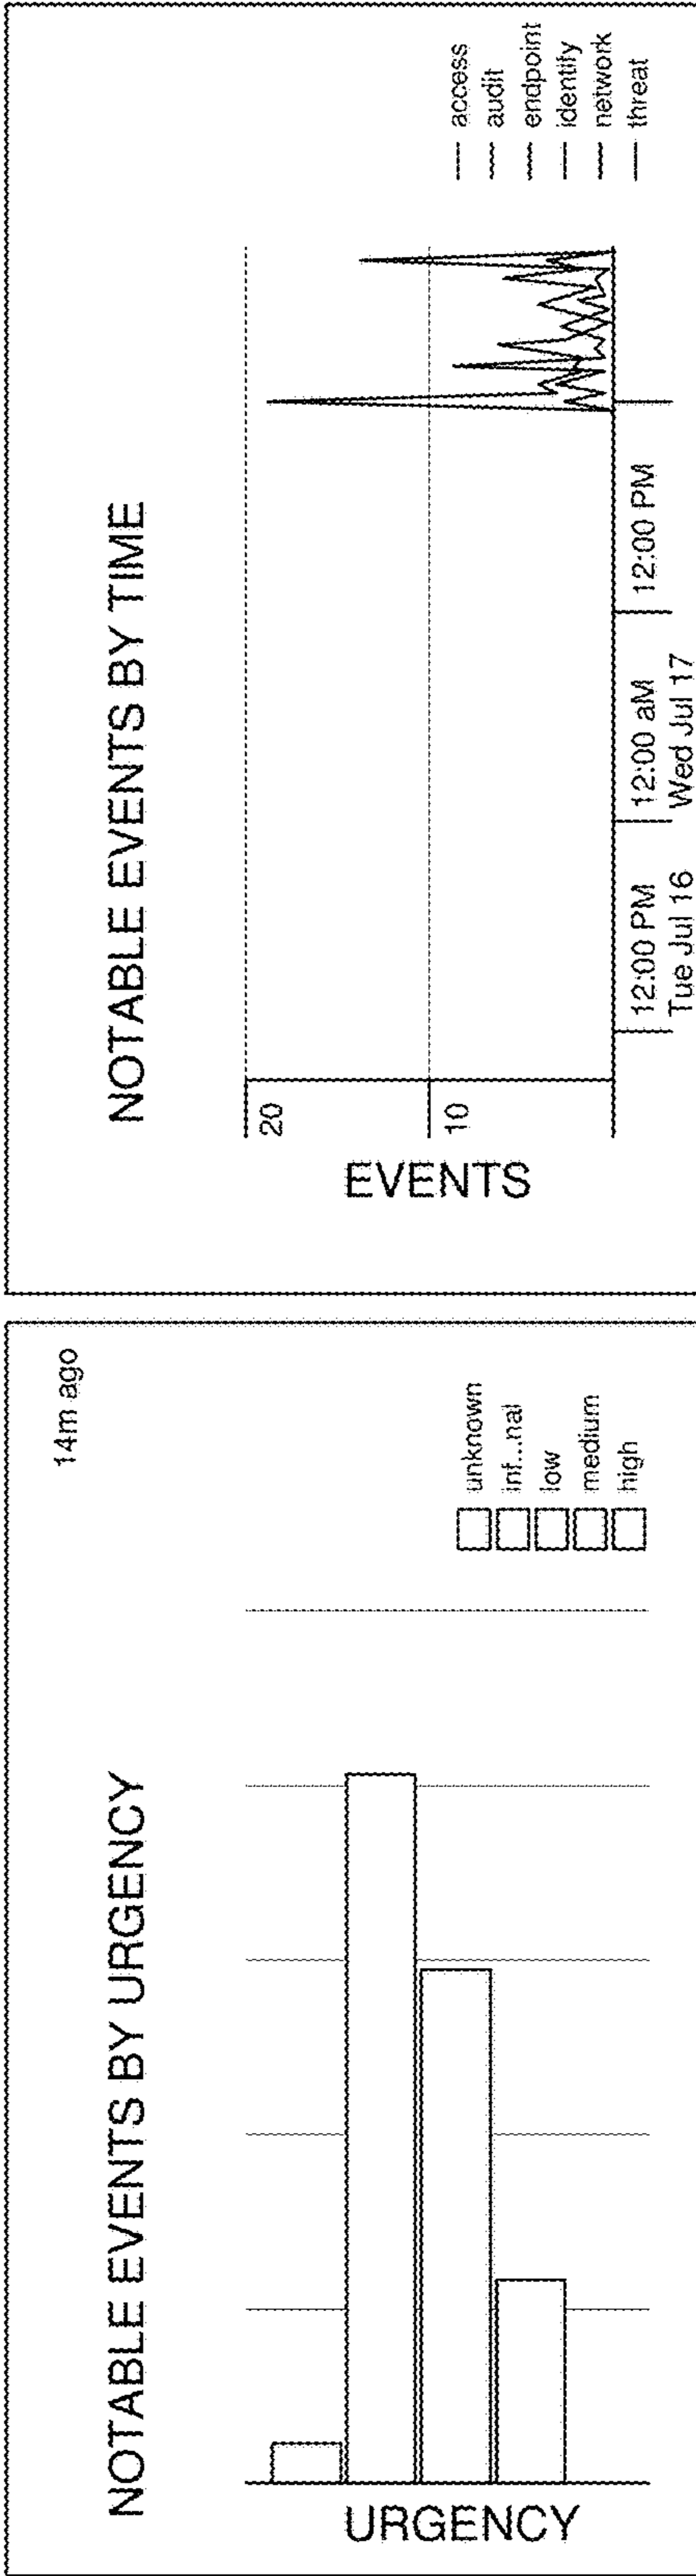 NOTABLE EVENTS BY URGENCY
14m ago
URGENCY
unknown
inf...nal
low
medium
high
NOTABLE EVENTS BY TIME
EVENTS
20
10
12:00 PM
Tue Jul 16
12:00 aM
Wed Jul 17
12:00 PM
access
audit
endpoint
identify
network
threat